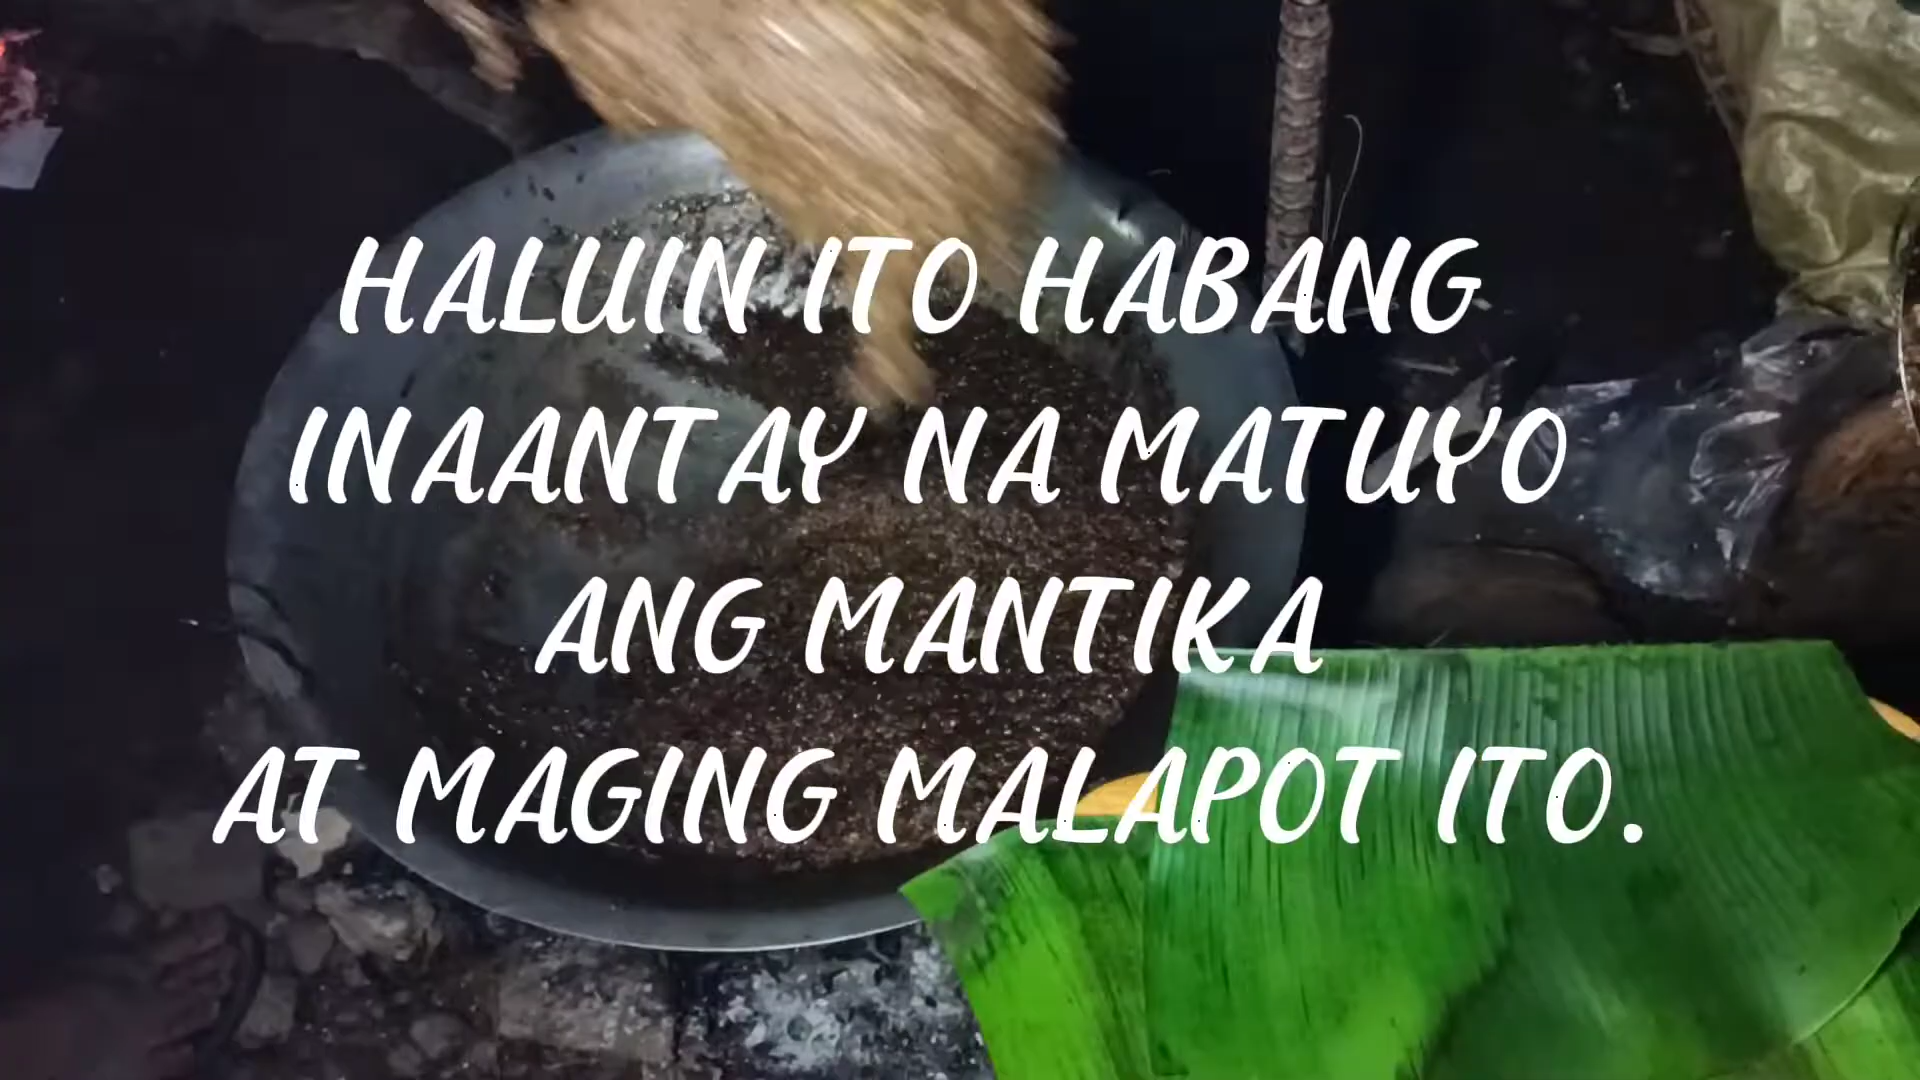 HALUIN ITO HABANG
INAANTAY NA MATUYO
ANG MANTIKA
AT MAGING MALAPOT ITO.